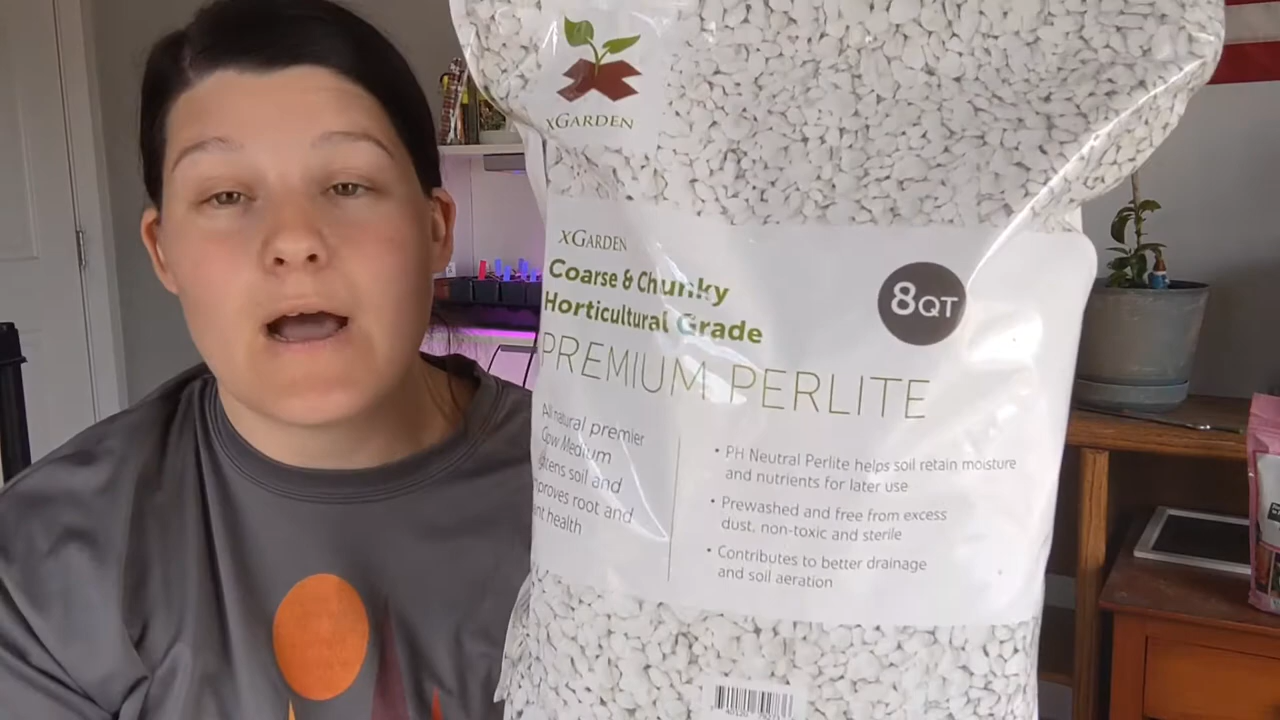 xGARDEN
xGARDEN
Coarse & Chunky
Horticultural Grade
8QT
PREMIUM PERLITE
All natural premier
Medium
soil and
root and
health
• PH Neutral Perlite helps soil retain moisture
and nutrients for later use
• Prewashed and free from excess
dust, non-toxic and sterile
• Contributes to better drainage
and soil aeration